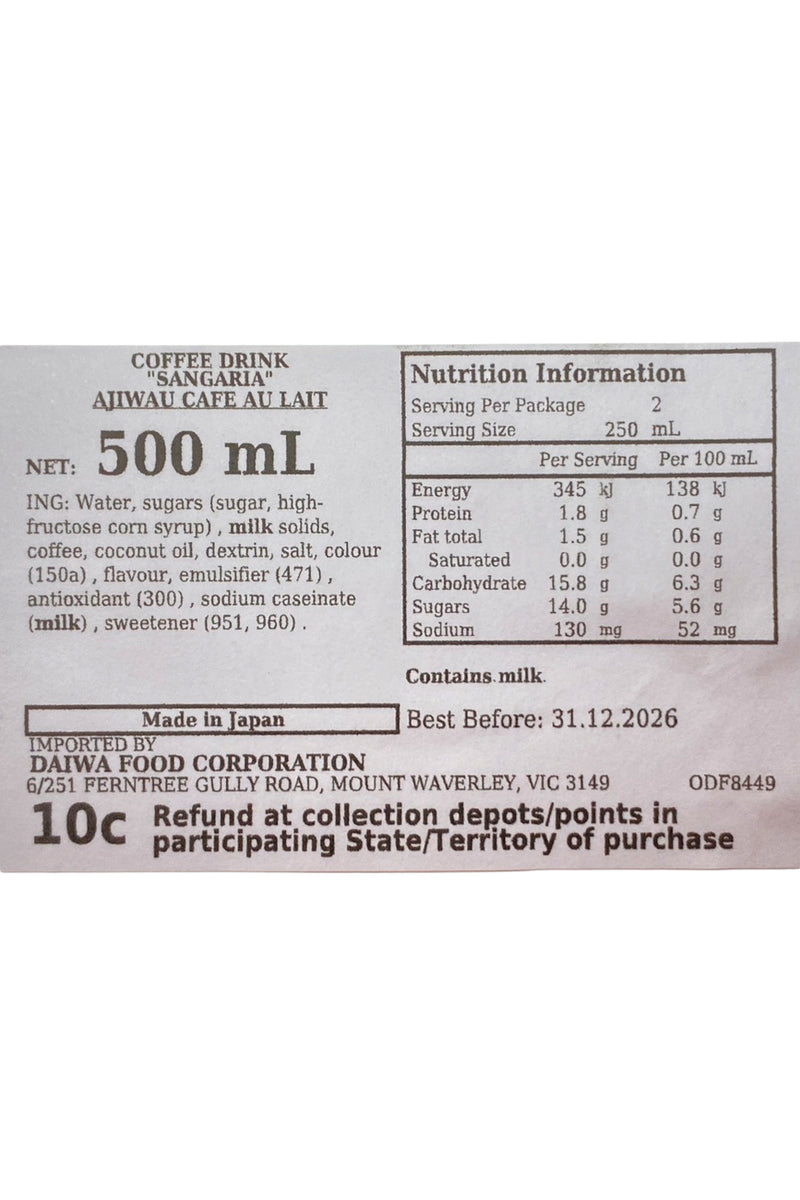 COFFEE DRINK
"SANGARIA"
AJIWAU CAFE AU LAIT
NET: 500 mL
ING: Water, sugars (sugar, high-
fructose corn syrup) , milk solids,
coffee, coconut oil, dextrin, salt, colour
(150a) , flavour, emulsifier (471) ,
antioxidant (300) , sodium caseinate
(milk) , sweetener (951, 960) .
Nutrition Information
Serving Per Package 2
Serving Size 250 mL
Per Serving Per 100 mL
Energy 345 kJ 138 kJ
Protein 1.8 g 0.7 g
Fat total 1.5 g 0.6 g
Saturated 0.0 g 0.0 g
Carbohydrate 15.8 g 6.3 g
Sugars 14.0 g 5.6 g
Sodium 130 mg 52 mg
Contains milk.
Made in Japan
Best Before: 31.12.2026
IMPORTED BY
DAIWA FOOD CORPORATION
6/251 FERNTREE GULLY ROAD, MOUNT WAVERLEY, VIC 3149 ODF8449
10c Refund at collection depots/points in
participating State/Territory of purchase